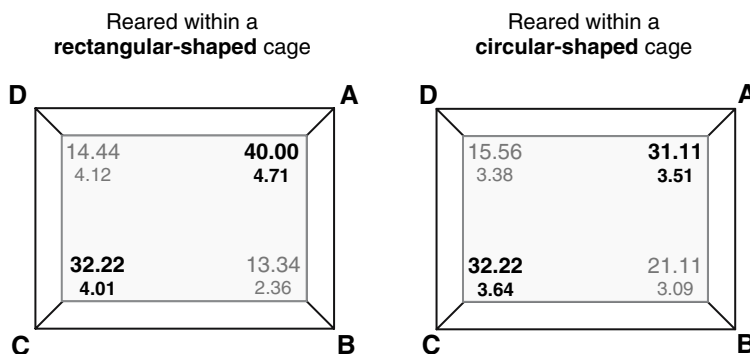 Reared within a
rectangular-shaped cage
D A
14.44 40.00
4.12 4.71
32.22 13.34
4.01 2.36
C B
Reared within a
circular-shaped cage
D A
15.56 31.11
3.38 3.51
32.22 21.11
3.64 3.09
C B